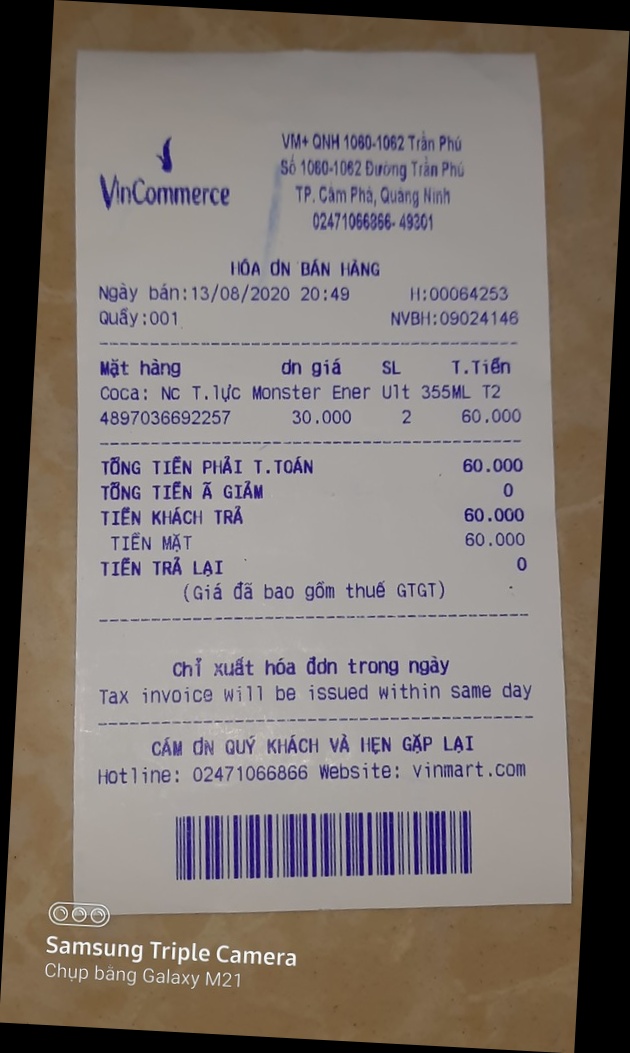 VinCommerce
VM+ QNH 1060-1062 Trần Phú
Số 1060-1062 Đường Trần Phú
TP. Cẩm Phả, Quảng Ninh
02471066866- 49301
HÓA ƠN BÁN HÀNG
Ngày bán:13/08/2020 20:49 H:00064253
Quầy:001 NVBH:09024146
Mặt hàng ơn giá SL T.Tiền
Coca: Nc T.lực Monster Ener Ult 355ML T2
4897036692257 30.000 2 60.000
TỔNG TIỀN PHẢI T.TOÁN 60.000
TỔNG TIỀN Ã GIẢM 0
TIỀN KHÁCH TRẢ 60.000
TIỀN MẶT 60.000
TIỀN TRẢ LẠI 0
(Giá đã bao gồm thuế GTGT)
Chỉ xuất hóa đơn trong ngày
Tax invoice will be issued within same day
CÁM ƠN QUÝ KHÁCH VÀ HẸN GẶP LẠI
Hotline: 02471066866 Website: vinmart.com
Samsung Triple Camera
Chụp bằng Galaxy M21